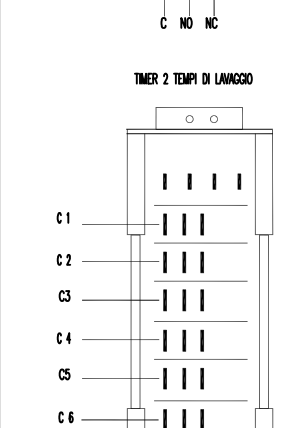 C NO NC
TIMER 2 TEMPI DI LAVAGGIO
C 1
C 2
C3
C 4
C5
C 6